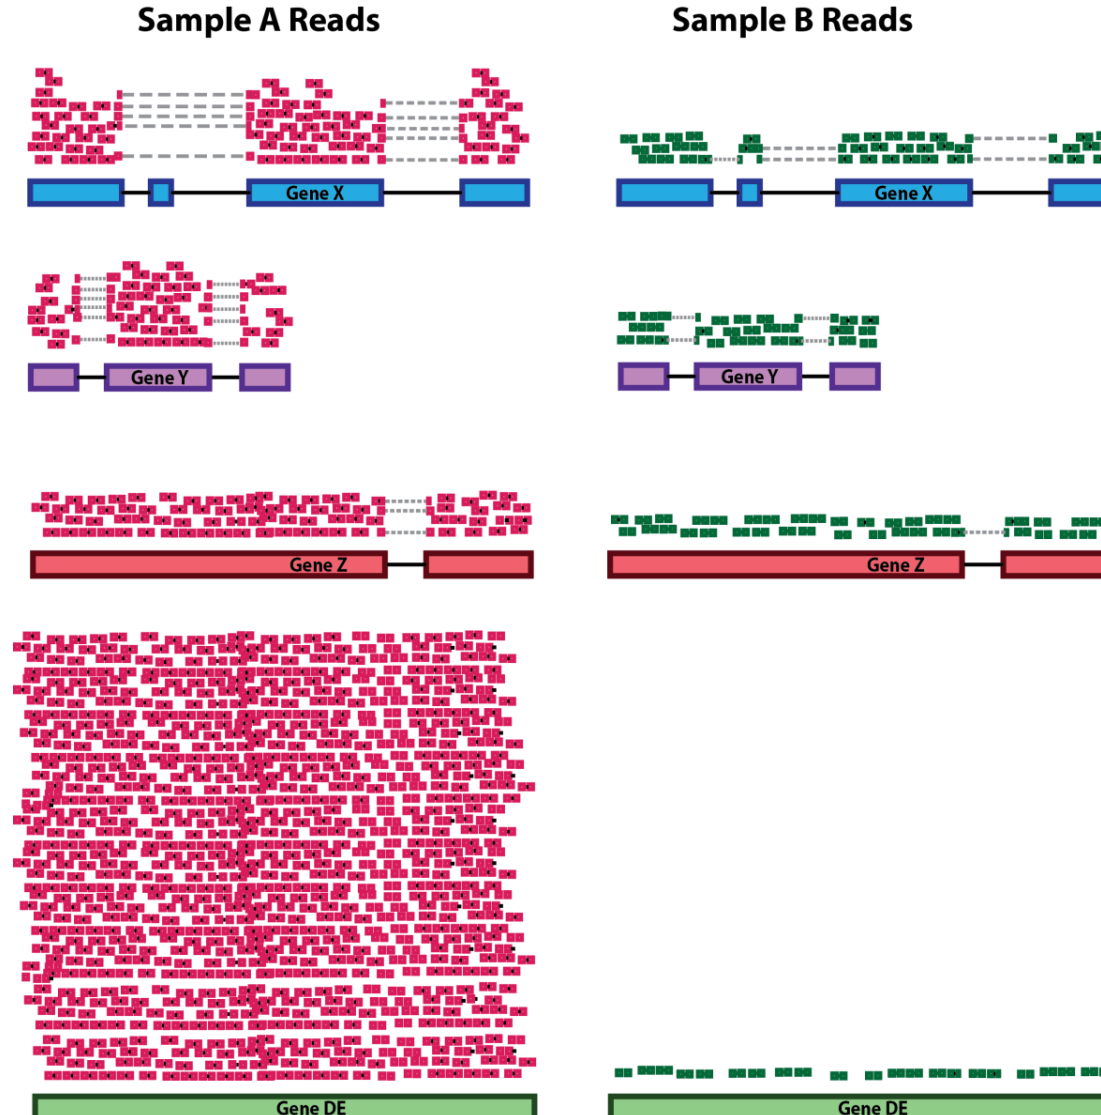 Sample A Reads Sample B Reads
Gene X Gene X
Gene Y Gene Y
Gene Z Gene Z
Gene DE Gene DE